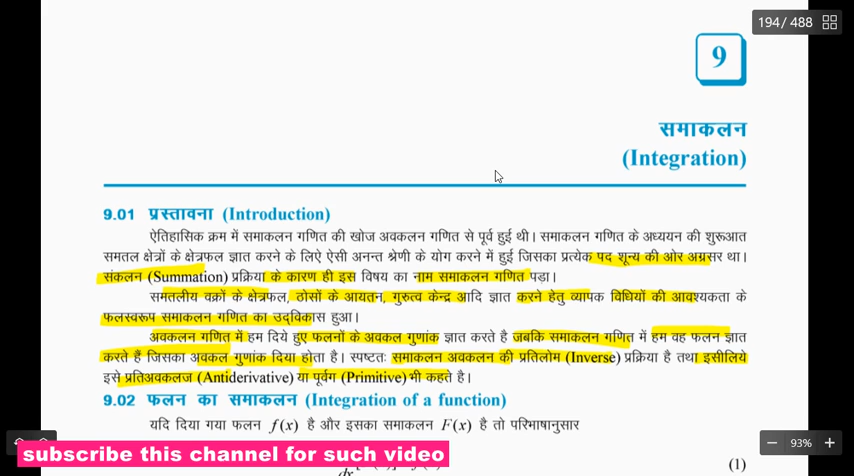 194 / 488
9
समाकलन
(Integration)
9.01 प्रस्तावना (Introduction)
ऐतिहासिक क्रम में समाकलन गणित की खोज अवकलन गणित से पूर्व हुई थी। समाकलन गणित के अध्ययन की शुरूआत
समतल क्षेत्रों के क्षेत्रफल ज्ञात करने के लिए ऐसी अनन्त श्रेणी के योग करने में हुई जिसका प्रत्येक पद शून्य की ओर अग्रसर था।
संकलन (Summation) प्रक्रिया के कारण ही इस विषय का नाम समाकलन गणित पड़ा।
समतलीय वक्रों के क्षेत्रफल, ठोसों के आयतन, गुरुत्व केन्द्र आदि ज्ञात करने हेतु व्यापक विधियों की आवश्यकता के
फलस्वरूप समाकलन गणित का उद्विकास हुआ।
अवकलन गणित में हम दिये हुए फलनों के अवकल गुणांक ज्ञात करते है जबकि समाकलन गणित में हम वह फलन ज्ञात
करते हैं जिसका अवकल गुणांक दिया होता है। स्पष्टतः समाकलन अवकलन की प्रतिलोम (Inverse) प्रक्रिया है तथा इसीलिये
इसे प्रतिअवकलज (Antiderivative) या पूर्वग (Primitive) भी कहते है।
9.02 फलन का समाकलन (Integration of a function)
यदि दिया गया फलन f(x) है और इसका समाकलन F(x) है तो परिभाषानुसार
93%
subscribe this channel for such video
(1)